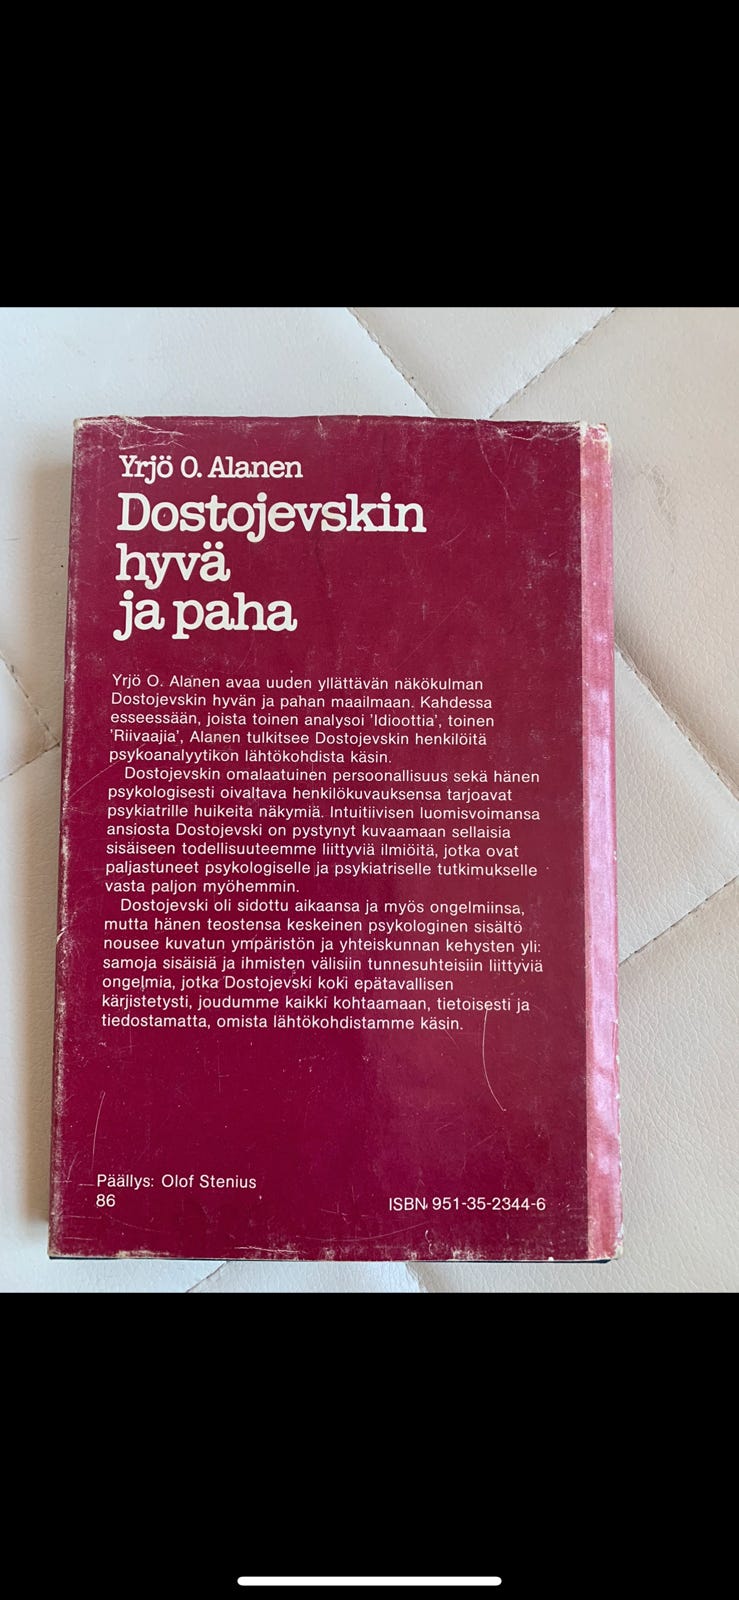 Yrjö O. Alanen
Dostojevskin
hyvä
ja paha
Yrjö O. Alanen avaa uuden yllättävän näkökulman
Dostojevskin hyvän ja pahan maailmaan. Kahdessa
esseessään, joista toinen analysoi 'Idioottia', toinen
'Riivaajia', Alanen tulkitsee Dostojevskin henkilöitä
psykoanalyytikon lähtökohdista käsin.
Dostojevskin omalaatuinen persoonallisuus sekä hänen
psykologisesti oivaltava henkilökuvauksensa tarjoavat
psykiatrille huikeita näkymiä. Intuitiivisen luomisvoimansa
ansiosta Dostojevski on pystynyt kuvaamaan sellaisia
sisäiseen todellisuuteemme liittyviä ilmiöitä, jotka ovat
paljastuneet psykologiselle ja psykiatriselle tutkimukselle
vasta paljon myöhemmin.
Dostojevski oli sidottu aikaansa ja myös ongelmiinsa,
mutta hänen teostensa keskeinen psykologinen sisältö
nousee kuvatun ympäristön ja yhteiskunnan kehysten yli:
samoja sisäisiä ja ihmisten välisiin tunnesuhteisiin liittyviä
ongelmia, jotka Dostojevski koki epätavallisen
kärjistetysti, joudumme kaikki kohtaamaan, tietoisesti ja
tiedostamatta, omista lähtökohdistamme käsin.
Päällys: Olof Stenius
86
ISBN 951-35-2344-6